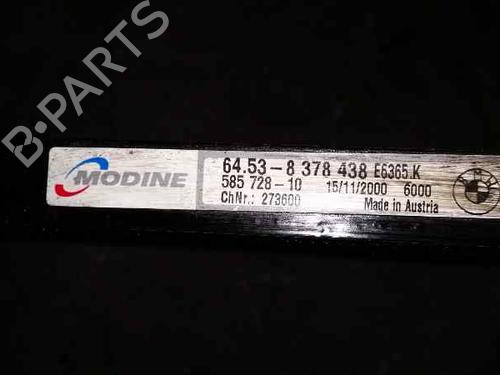 B-PARTS
MODINE
64.53-8 378 438 E6365.K
585 728-10 15/11/2000 6000
ChNr.: 273600 Made in Austria